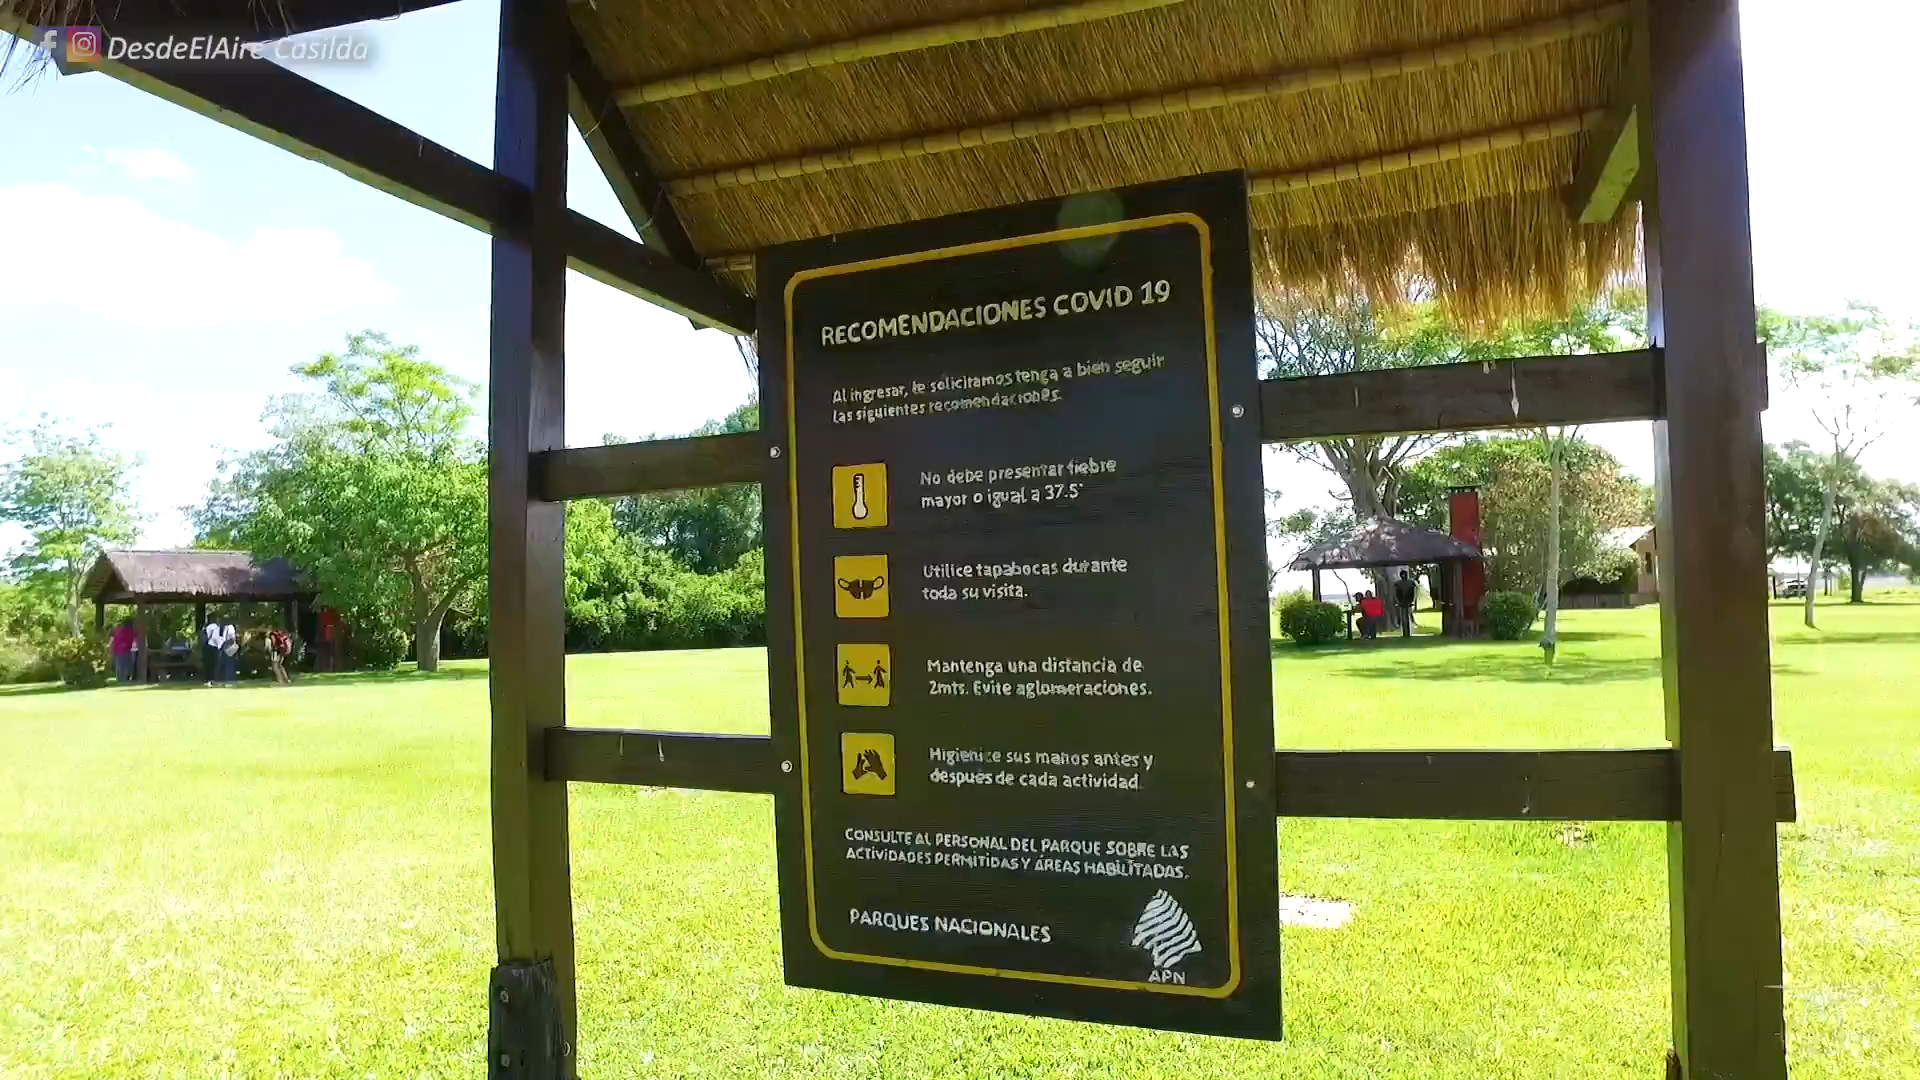 DesdeElAire Casilda
RECOMENDACIONES COVID 19
Al ingresar, le solicitamos tenga a bien seguir
las siguientes recomendaciones.
No debe presentar fiebre
mayor o igual a 37.5°
Utilice tapabocas durante
toda su visita.
Mantenga una distancia de
2mts. Evite aglomeraciones.
Higienice sus manos antes y
después de cada actividad.
CONSULTE AL PERSONAL DEL PARQUE SOBRE LAS
ACTIVIDADES PERMITIDAS Y ÁREAS HABILITADAS.
PARQUES NACIONALES
APN